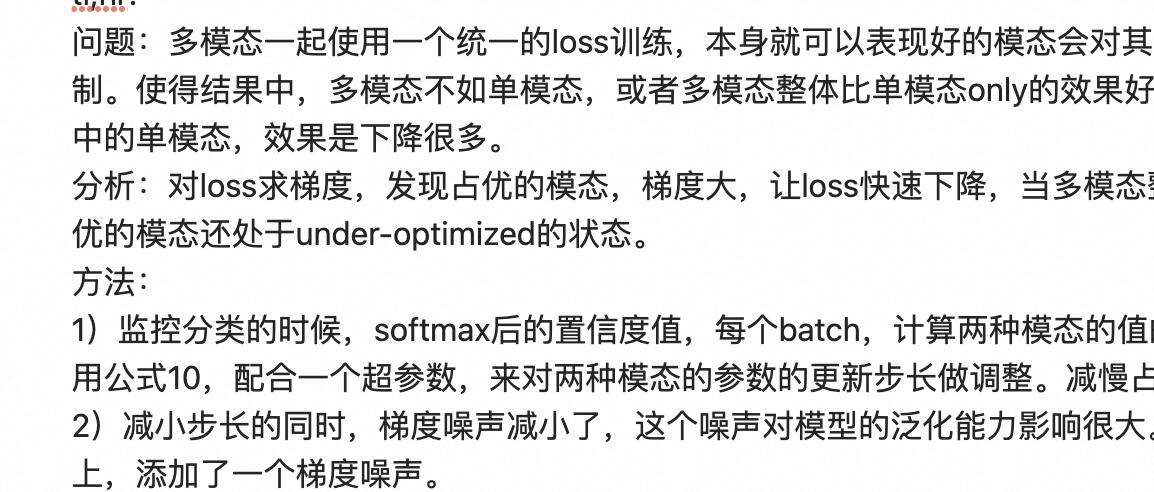 问题：多模态一起使用一个统一的loss训练，本身就可以表现好的模态会对其
制。使得结果中，多模态不如单模态，或者多模态整体比单模态only的效果好
中的单模态，效果是下降很多。
分析：对loss求梯度，发现占优的模态，梯度大，让loss快速下降，当多模态
优的模态还处于under-optimized的状态。
方法：
1）监控分类的时候，softmax后的置信度值，每个batch，计算两种模态的值
用公式10，配合一个超参数，来对两种模态的参数的更新步长做调整。减慢占
2）减小步长的同时，梯度噪声减小了，这个噪声对模型的泛化能力影响很大。
上，添加了一个梯度噪声。